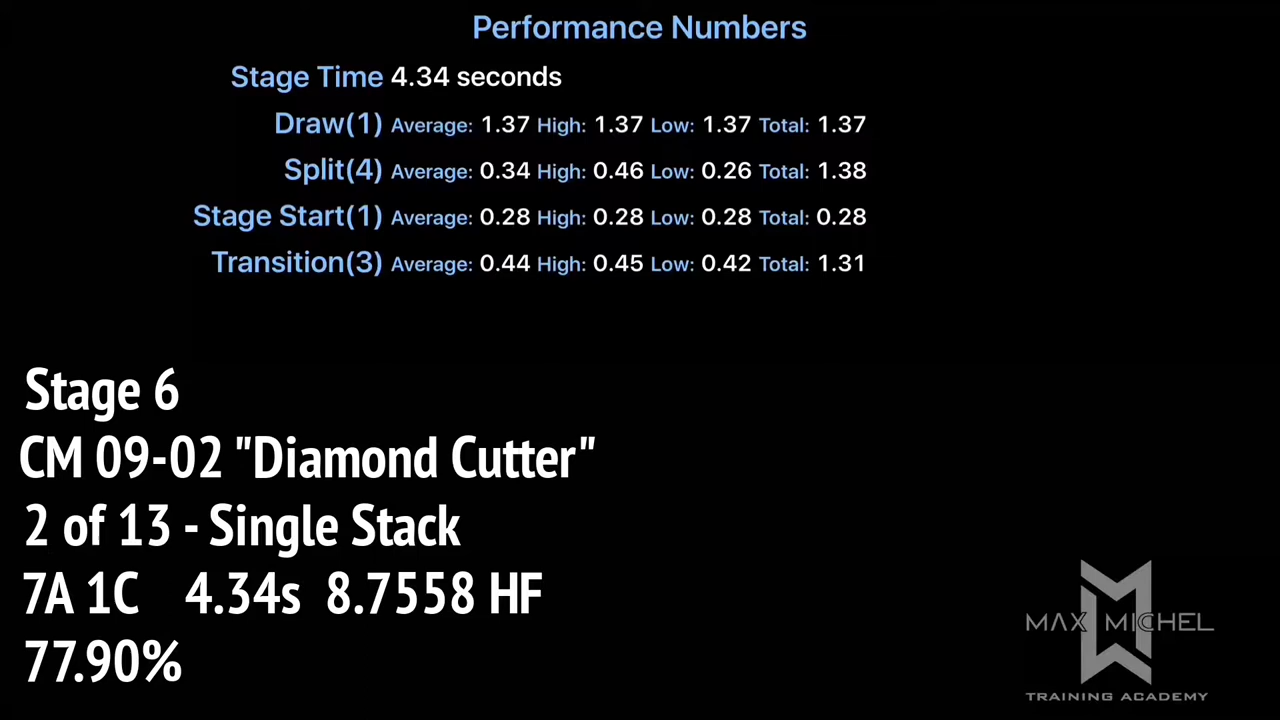 Performance Numbers
Stage Time 4.34 seconds
Draw(1) Average: 1.37 High: 1.37 Low: 1.37 Total: 1.37
Split(4) Average: 0.34 High: 0.46 Low: 0.26 Total: 1.38
Stage Start(1) Average: 0.28 High: 0.28 Low: 0.28 Total: 0.28
Transition(3) Average: 0.44 High: 0.45 Low: 0.42 Total: 1.31
Stage 6
CM 09-02 "Diamond Cutter"
2 of 13 - Single Stack
7A 1C 4.34s 8.7558 HF
77.90%
MAX MICHEL
TRAINING ACADEMY